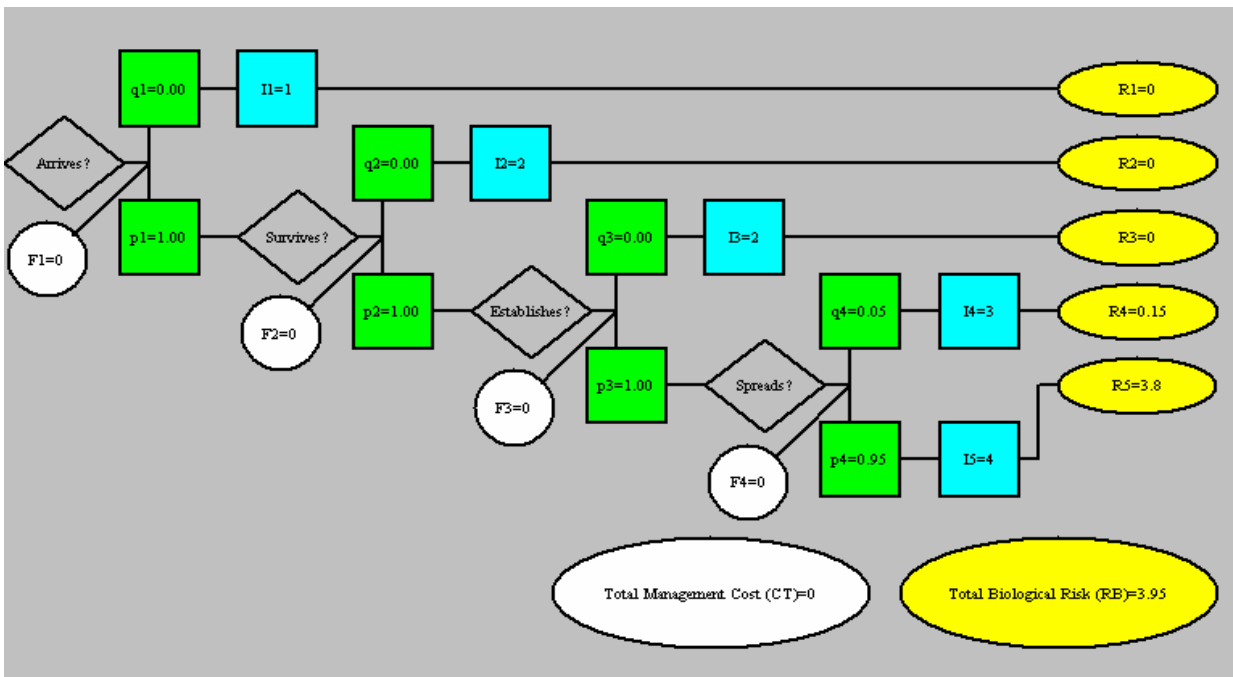 q1=0.00
I1=1
R1=0
Arrives?
q2=0.00
I2=2
R2=0
F1=0
p1=1.00
Survives?
q3=0.00
I3=2
R3=0
F2=0
p2=1.00
Establishes?
q4=0.05
I4=3
R4=0.15
F3=0
p3=1.00
Spreads?
R5=3.8
F4=0
p4=0.95
I5=4
Total Management Cost (CT)=0
Total Biological Risk (RB)=3.95